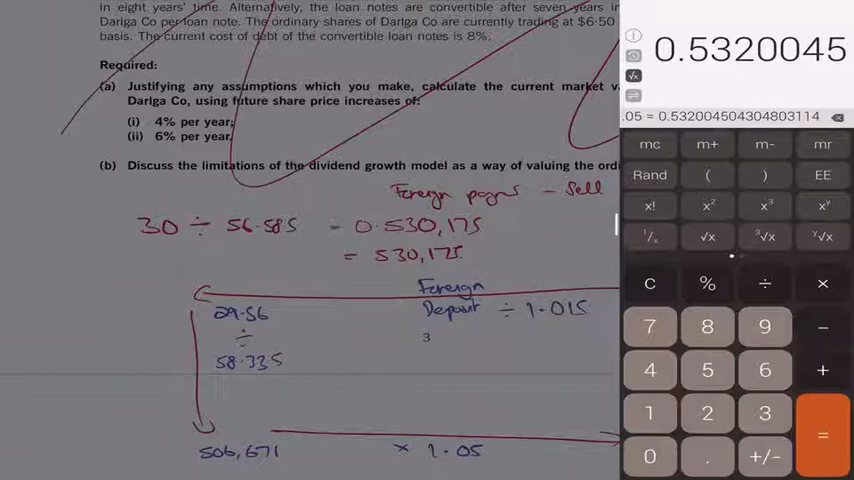 in eight years' time. Alternatively, the loan notes are convertible after seven years in
Darlga Co per loan note. The ordinary shares of Darlga Co are currently trading at $6·50
basis. The current cost of debt of the convertible loan notes is 8%.
Required:
(a) Justifying any assumptions which you make, calculate the current market v
Darlga Co, using future share price increases of:
(i) 4% per year;
(ii) 6% per year.
(b) Discuss the limitations of the dividend growth model as a way of valuing the ordi
Foreign – Sell
30 ÷ 56.585 = 0.530,175
= 530,175
Foreign
Deposit ÷ 1.015
3
29.56
÷
58.335
506,671 × 1.05
0.5320045
.05 = 0.532004504304803114
mc m+ m- mr
Rand ( ) EE
x! x² x³ xʸ
¹/x √x ³√x ʸ√x
C % ÷ ×
7 8 9 −
4 5 6 +
1 2 3 =
0 . +/-